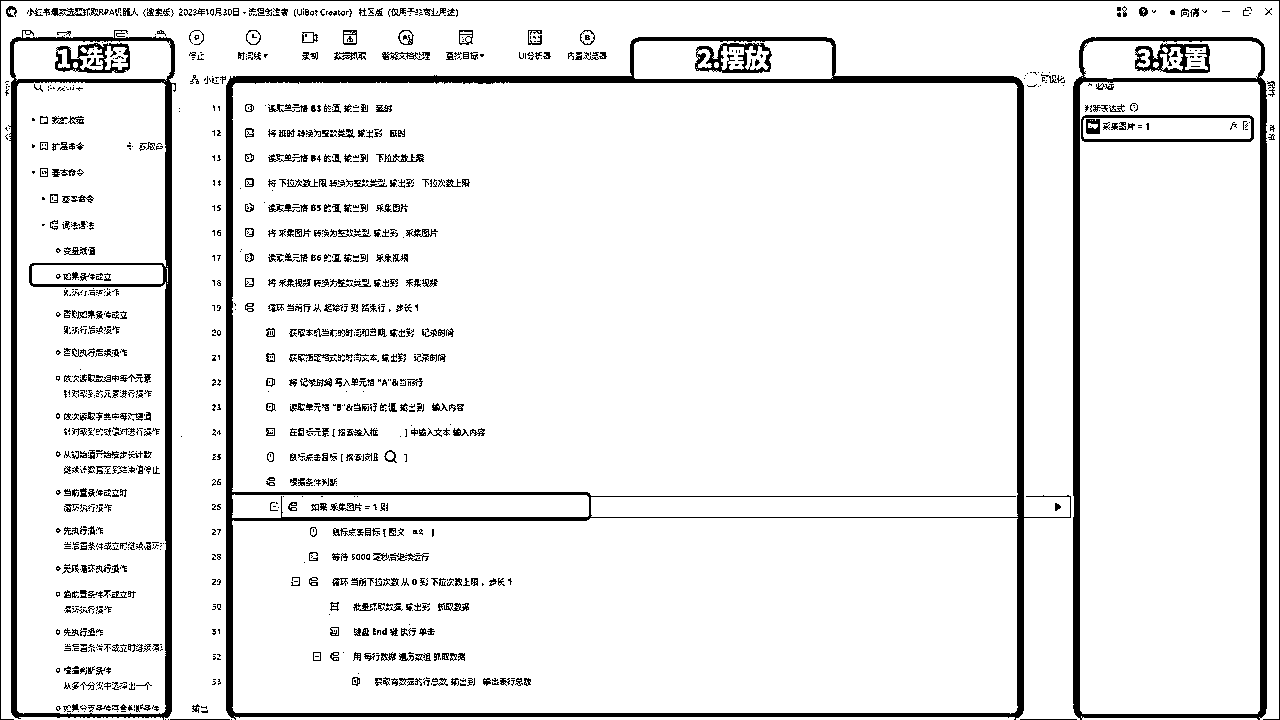 小红书爆款选题抓取RPA机器人（搜索版）2023年10月30日 - 流程创造者（UiBot Creator） 社区版（仅用于非商业用途）
停止
时间线
录制
数据抓取
智能文档处理
查找目标
UI分析器
内置浏览器
1.选择
2.摆放
3.设置
小红书
可视化
我的收藏
扩展命令
基本命令
基本命令
词法语法
变量赋值
如果条件成立
则执行后续操作
否则如果条件成立
则执行后续操作
否则执行后续操作
依次读取数组中每个元素
针对取到的元素进行操作
依次读取字典中每对键值
针对取到的键值对进行操作
从初始值开始按步长计数
继续计数直至到结束值停止
当前置条件成立时
循环执行操作
先执行操作
当后置条件成立时继续循环
无限循环执行操作
当前置条件不成立时
循环执行操作
先执行操作
当后置条件不成立时继续循环
根据判断条件
从多个分支中选择出一个
11 读取单元格 B3 的值, 输出到 延时
12 将 延时 转换为整数类型, 输出到 延时
13 读取单元格 B4 的值, 输出到 下拉次数上限
14 将 下拉次数上限 转换为整数类型, 输出到 下拉次数上限
15 读取单元格 B5 的值, 输出到 采集图片
16 将 采集图片 转换为整数类型, 输出到 采集图片
17 读取单元格 B6 的值, 输出到 采集视频
18 将 采集视频 转换为整数类型, 输出到 采集视频
19 循环 当前行 从 起始行 到 结束行 , 步长 1
20 获取本机当前的时间和日期, 输出到 记录时间
21 获取指定格式的时间文本, 输出到 记录时间
22 将 记录时间 写入单元格 "A"&当前行
23 读取单元格 "B"&当前行 的值, 输出到 输入内容
24 在目标元素 [ 搜索输入框 ] 中输入文本 输入内容
25 鼠标点击目标 [ 搜索按钮 ]
26 根据条件判断
25 如果 采集图片 = 1 则
27 鼠标点击目标 [ 图文 ]
28 等待 5000 毫秒后继续运行
29 循环 当前下拉次数 从 0 到 下拉次数上限 , 步长 1
30 批量抓取数据, 输出到 抓取数据
31 键盘 End 键 执行 单击
32 用 每行数据 遍历数组 抓取数据
33 获取有数据的行总数, 输出到 输出表行总数
输出
必选
判断表达式
采集图片 = 1